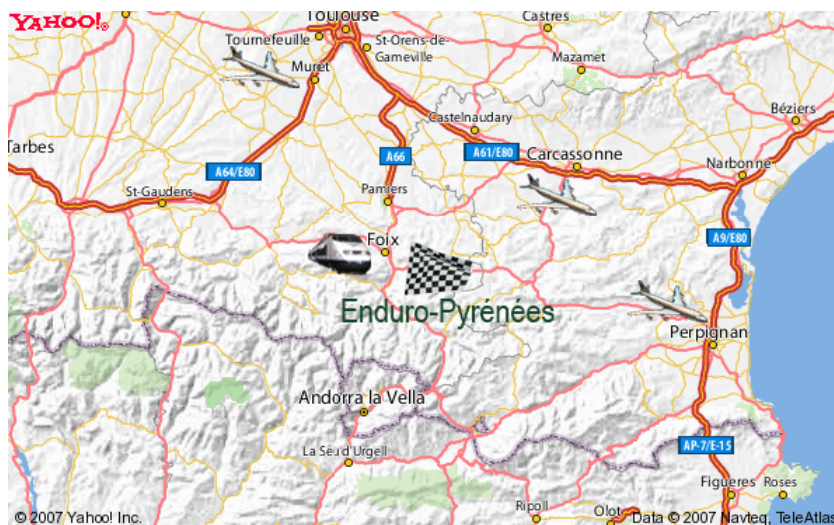 YAHOO!
Toulouse
Castres
Tournefeuille
St-Orens-de-
Gameville
Mazamet
Muret
Béziers
Castelnaudary
Tarbes
A61/E80
Carcassonne
A66
A64/E80
Narbonne
St-Gaudens
Pamiers
A9/E80
Foix
Enduro-Pyrénées
Perpignan
Andorra la Vella
AP-7/E-15
La Seu d'Urgell
Figueres
Roses
Ripoll
Olot
© 2007 Yahoo! Inc.
Data © 2007 Navteq, TeleAtlas